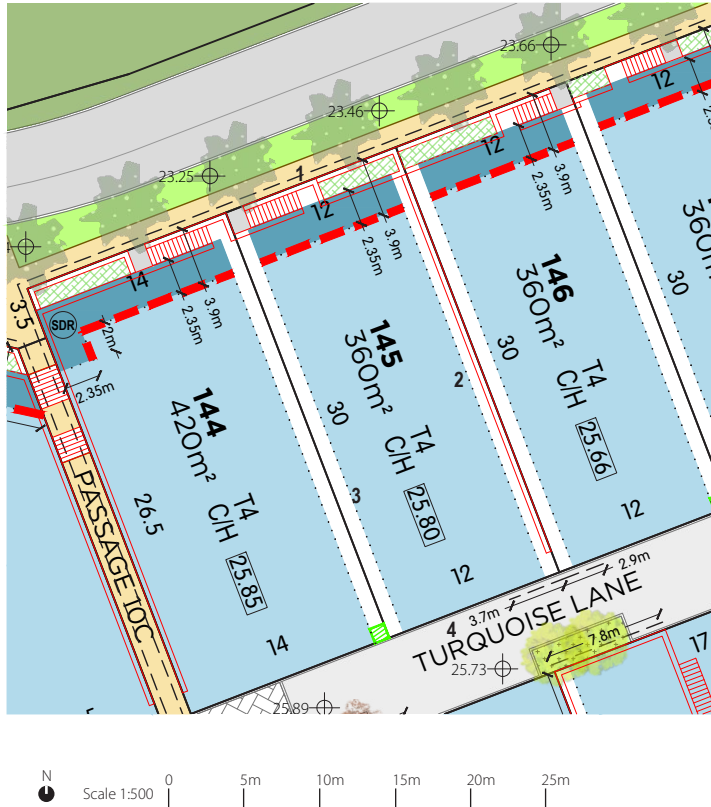 23.66
23.46
23.25
12
12
12
14
1
3.9m
2.35m
3.9m
2.35m
3.9m
2.35m
3.5
SDR
2m
2.35m
144
420m²
T4
C/H
25.85
26.5
14
PASSAGE 10C
145
360m²
T4
C/H
25.80
30
3
12
2
146
360m²
T4
C/H
25.66
30
12
30
4
3.7m
2.9m
TURQUOISE LANE
7.8m
25.73
25.89
17
N
Scale 1:500
0 5m 10m 15m 20m 25m